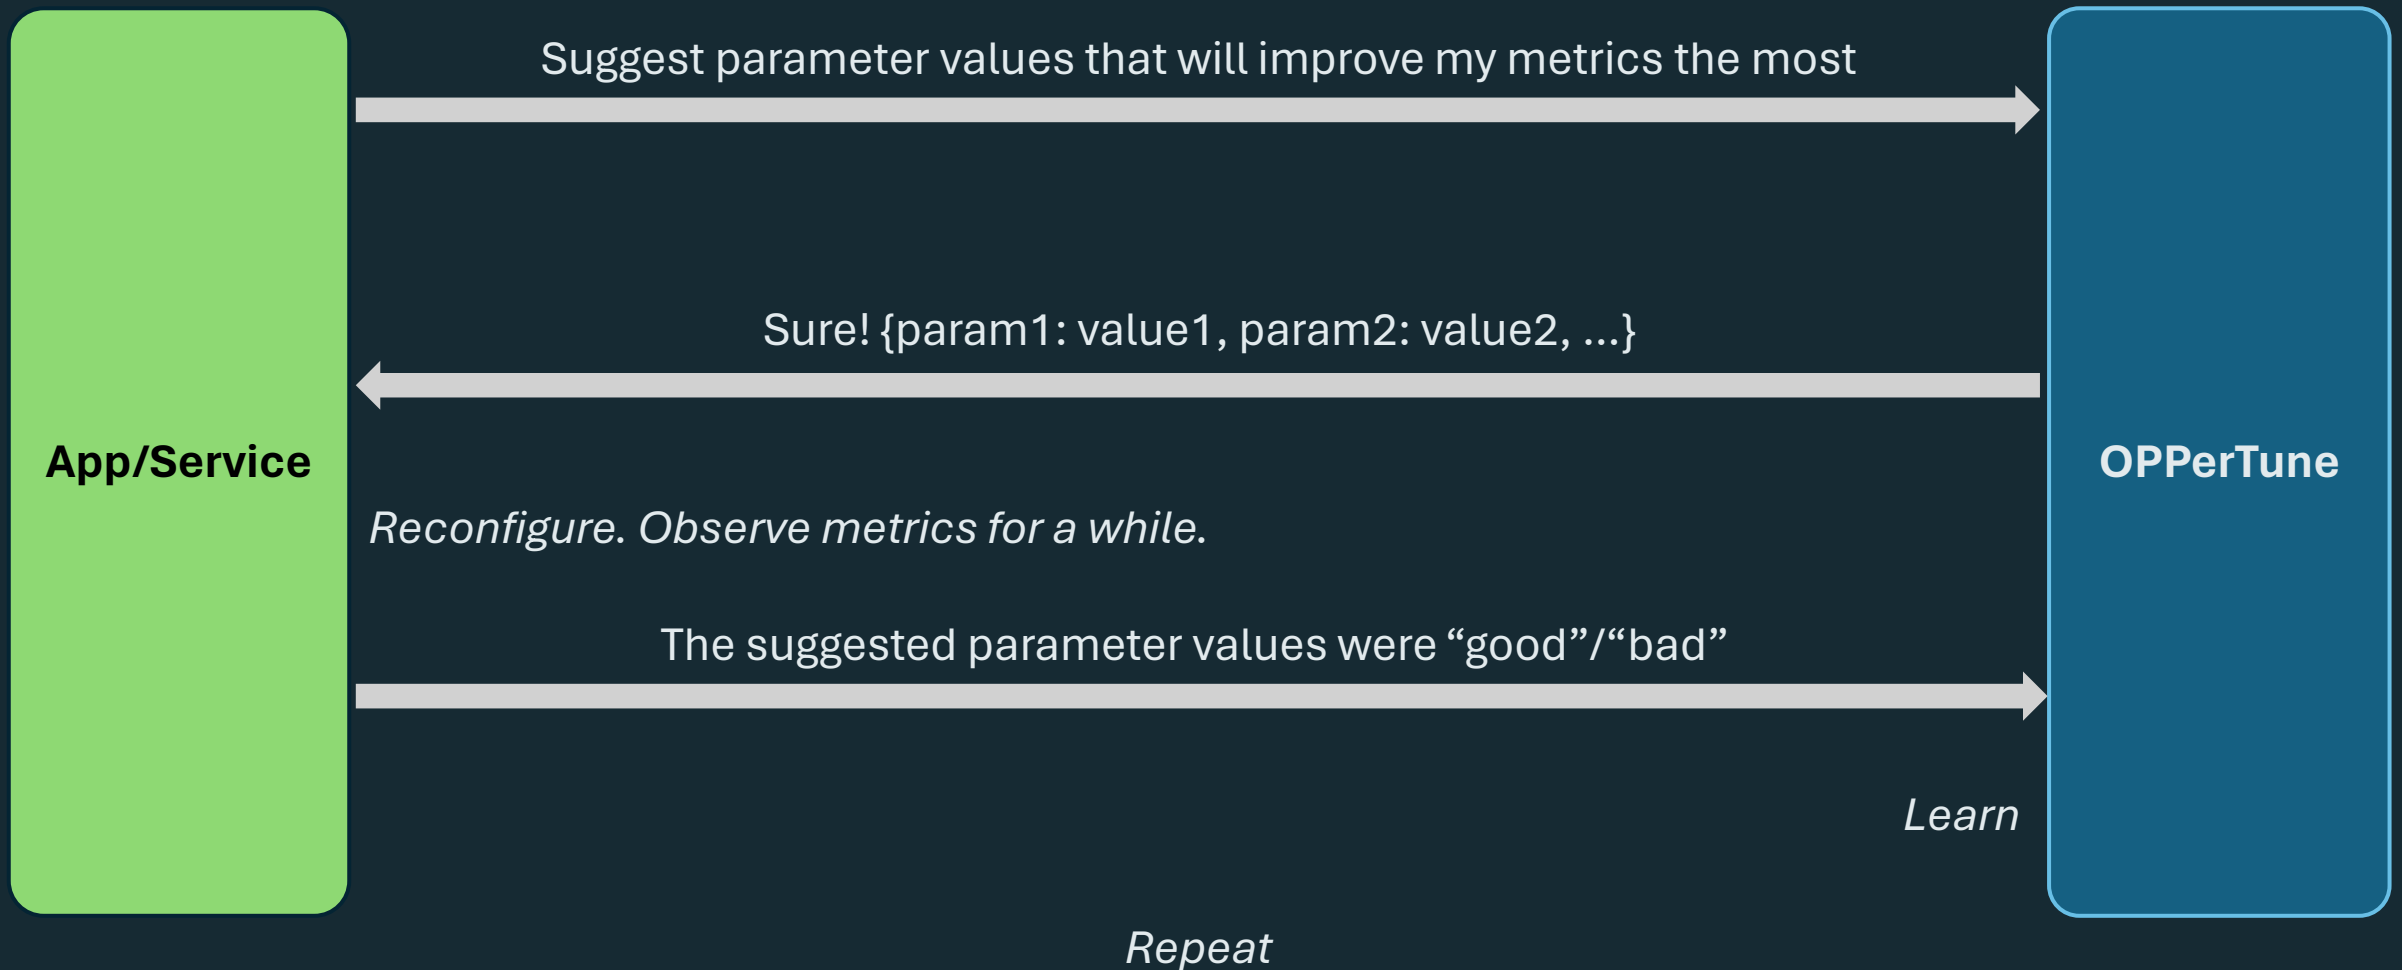 Suggest parameter values that will improve my metrics the most
Sure! {param1: value1, param2: value2, ...}
App/Service
OPPerTune
Reconfigure. Observe metrics for a while.
The suggested parameter values were “good”/“bad”
Learn
Repeat